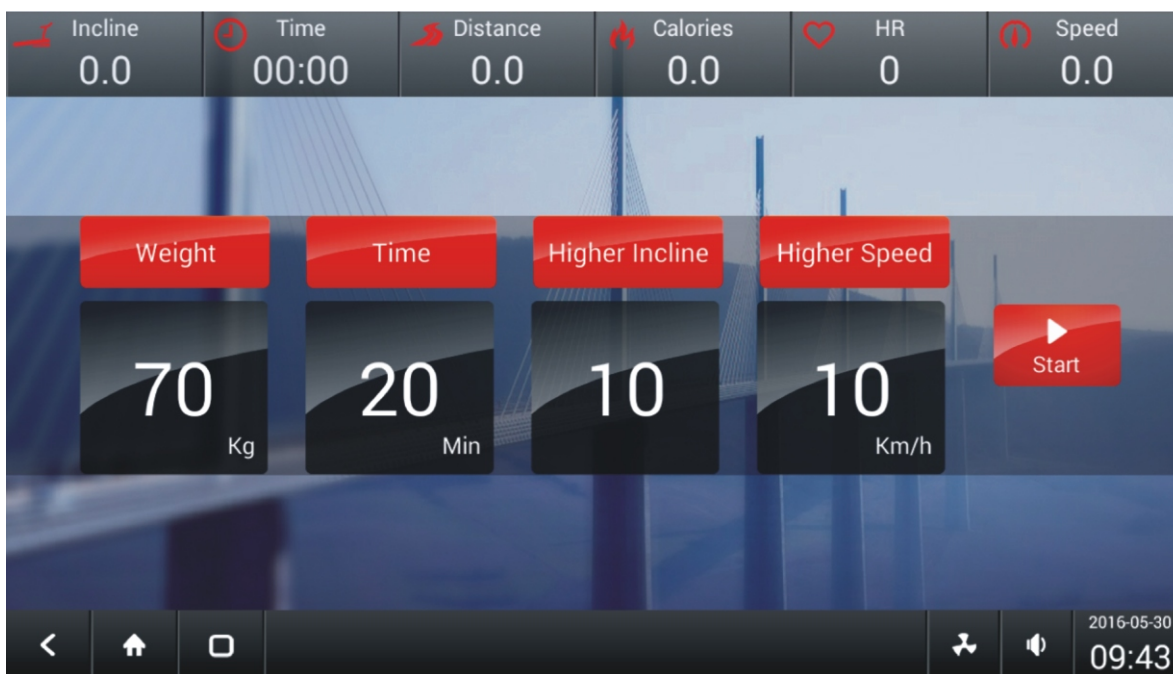 Incline Time Distance Calories HR Speed
0.0 00:00 0.0 0.0 0 0.0
Weight Time Higher Incline Higher Speed
70 20 10 10
Start
Kg Min Km/h
2016-05-30
09:43